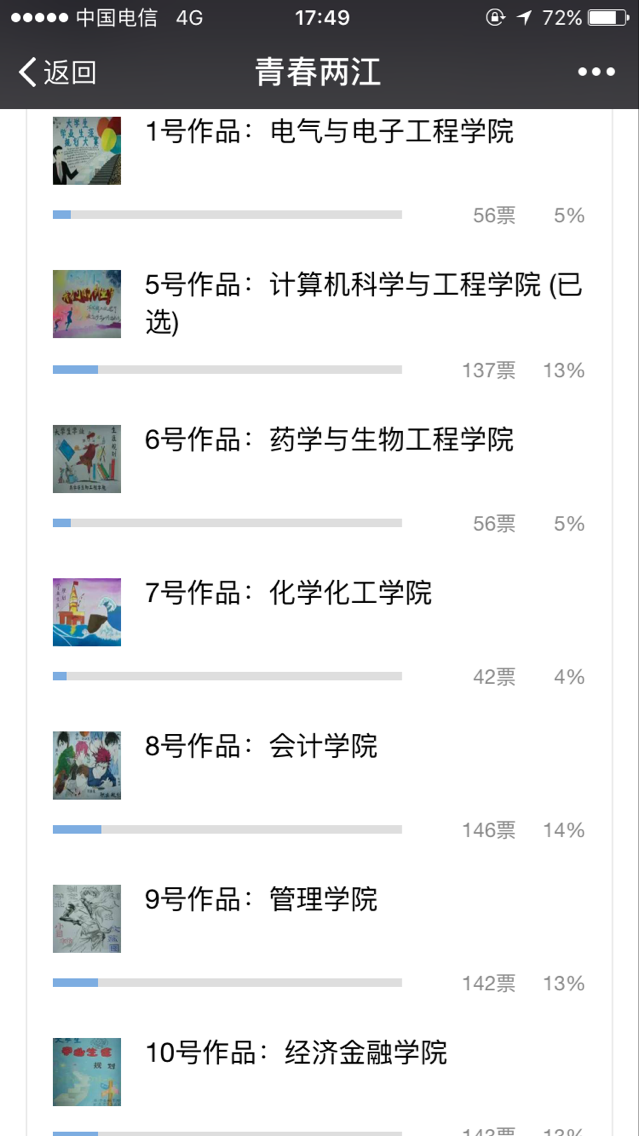 中国电信 4G 17:49 72%
返回 青春两江
1号作品：电气与电子工程学院
56票 5%
5号作品：计算机科学与工程学院 (已
选)
137票 13%
6号作品：药学与生物工程学院
56票 5%
7号作品：化学化工学院
42票 4%
8号作品：会计学院
146票 14%
9号作品：管理学院
142票 13%
10号作品：经济金融学院